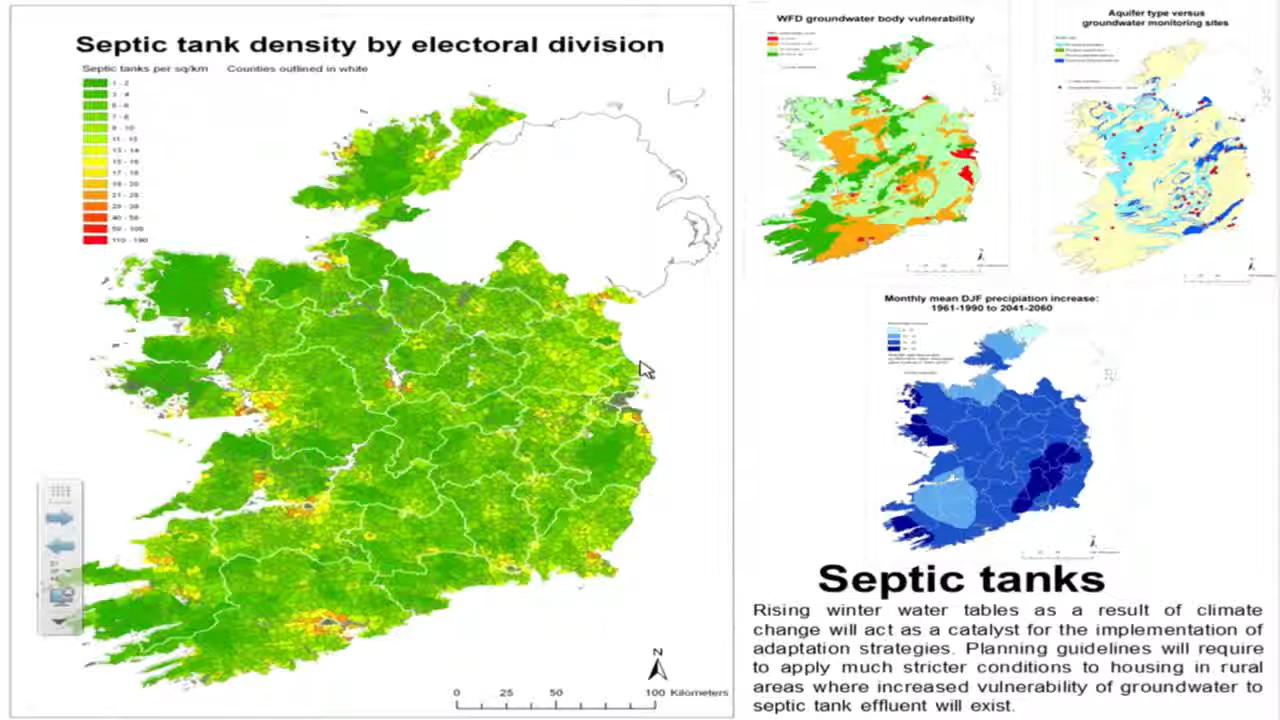 Septic tank density by electoral division
Septic tanks per sq/km Counties outlined in white
1 - 2
3 - 4
5 - 6
7 - 8
9 - 10
11 - 12
13 - 14
15 - 16
17 - 18
19 - 20
21 - 28
29 - 39
40 - 58
59 - 109
110 - 190
N
0 25 50 100 Kilometers
WFD groundwater body vulnerability
Aquifer type versus
groundwater monitoring sites
Monthly mean DJF precipiation increase:
1961-1990 to 2041-2060
Septic tanks
Rising winter water tables as a result of climate
change will act as a catalyst for the implementation of
adaptation strategies. Planning guidelines will require
to apply much stricter conditions to housing in rural
areas where increased vulnerability of groundwater to
septic tank effluent will exist.